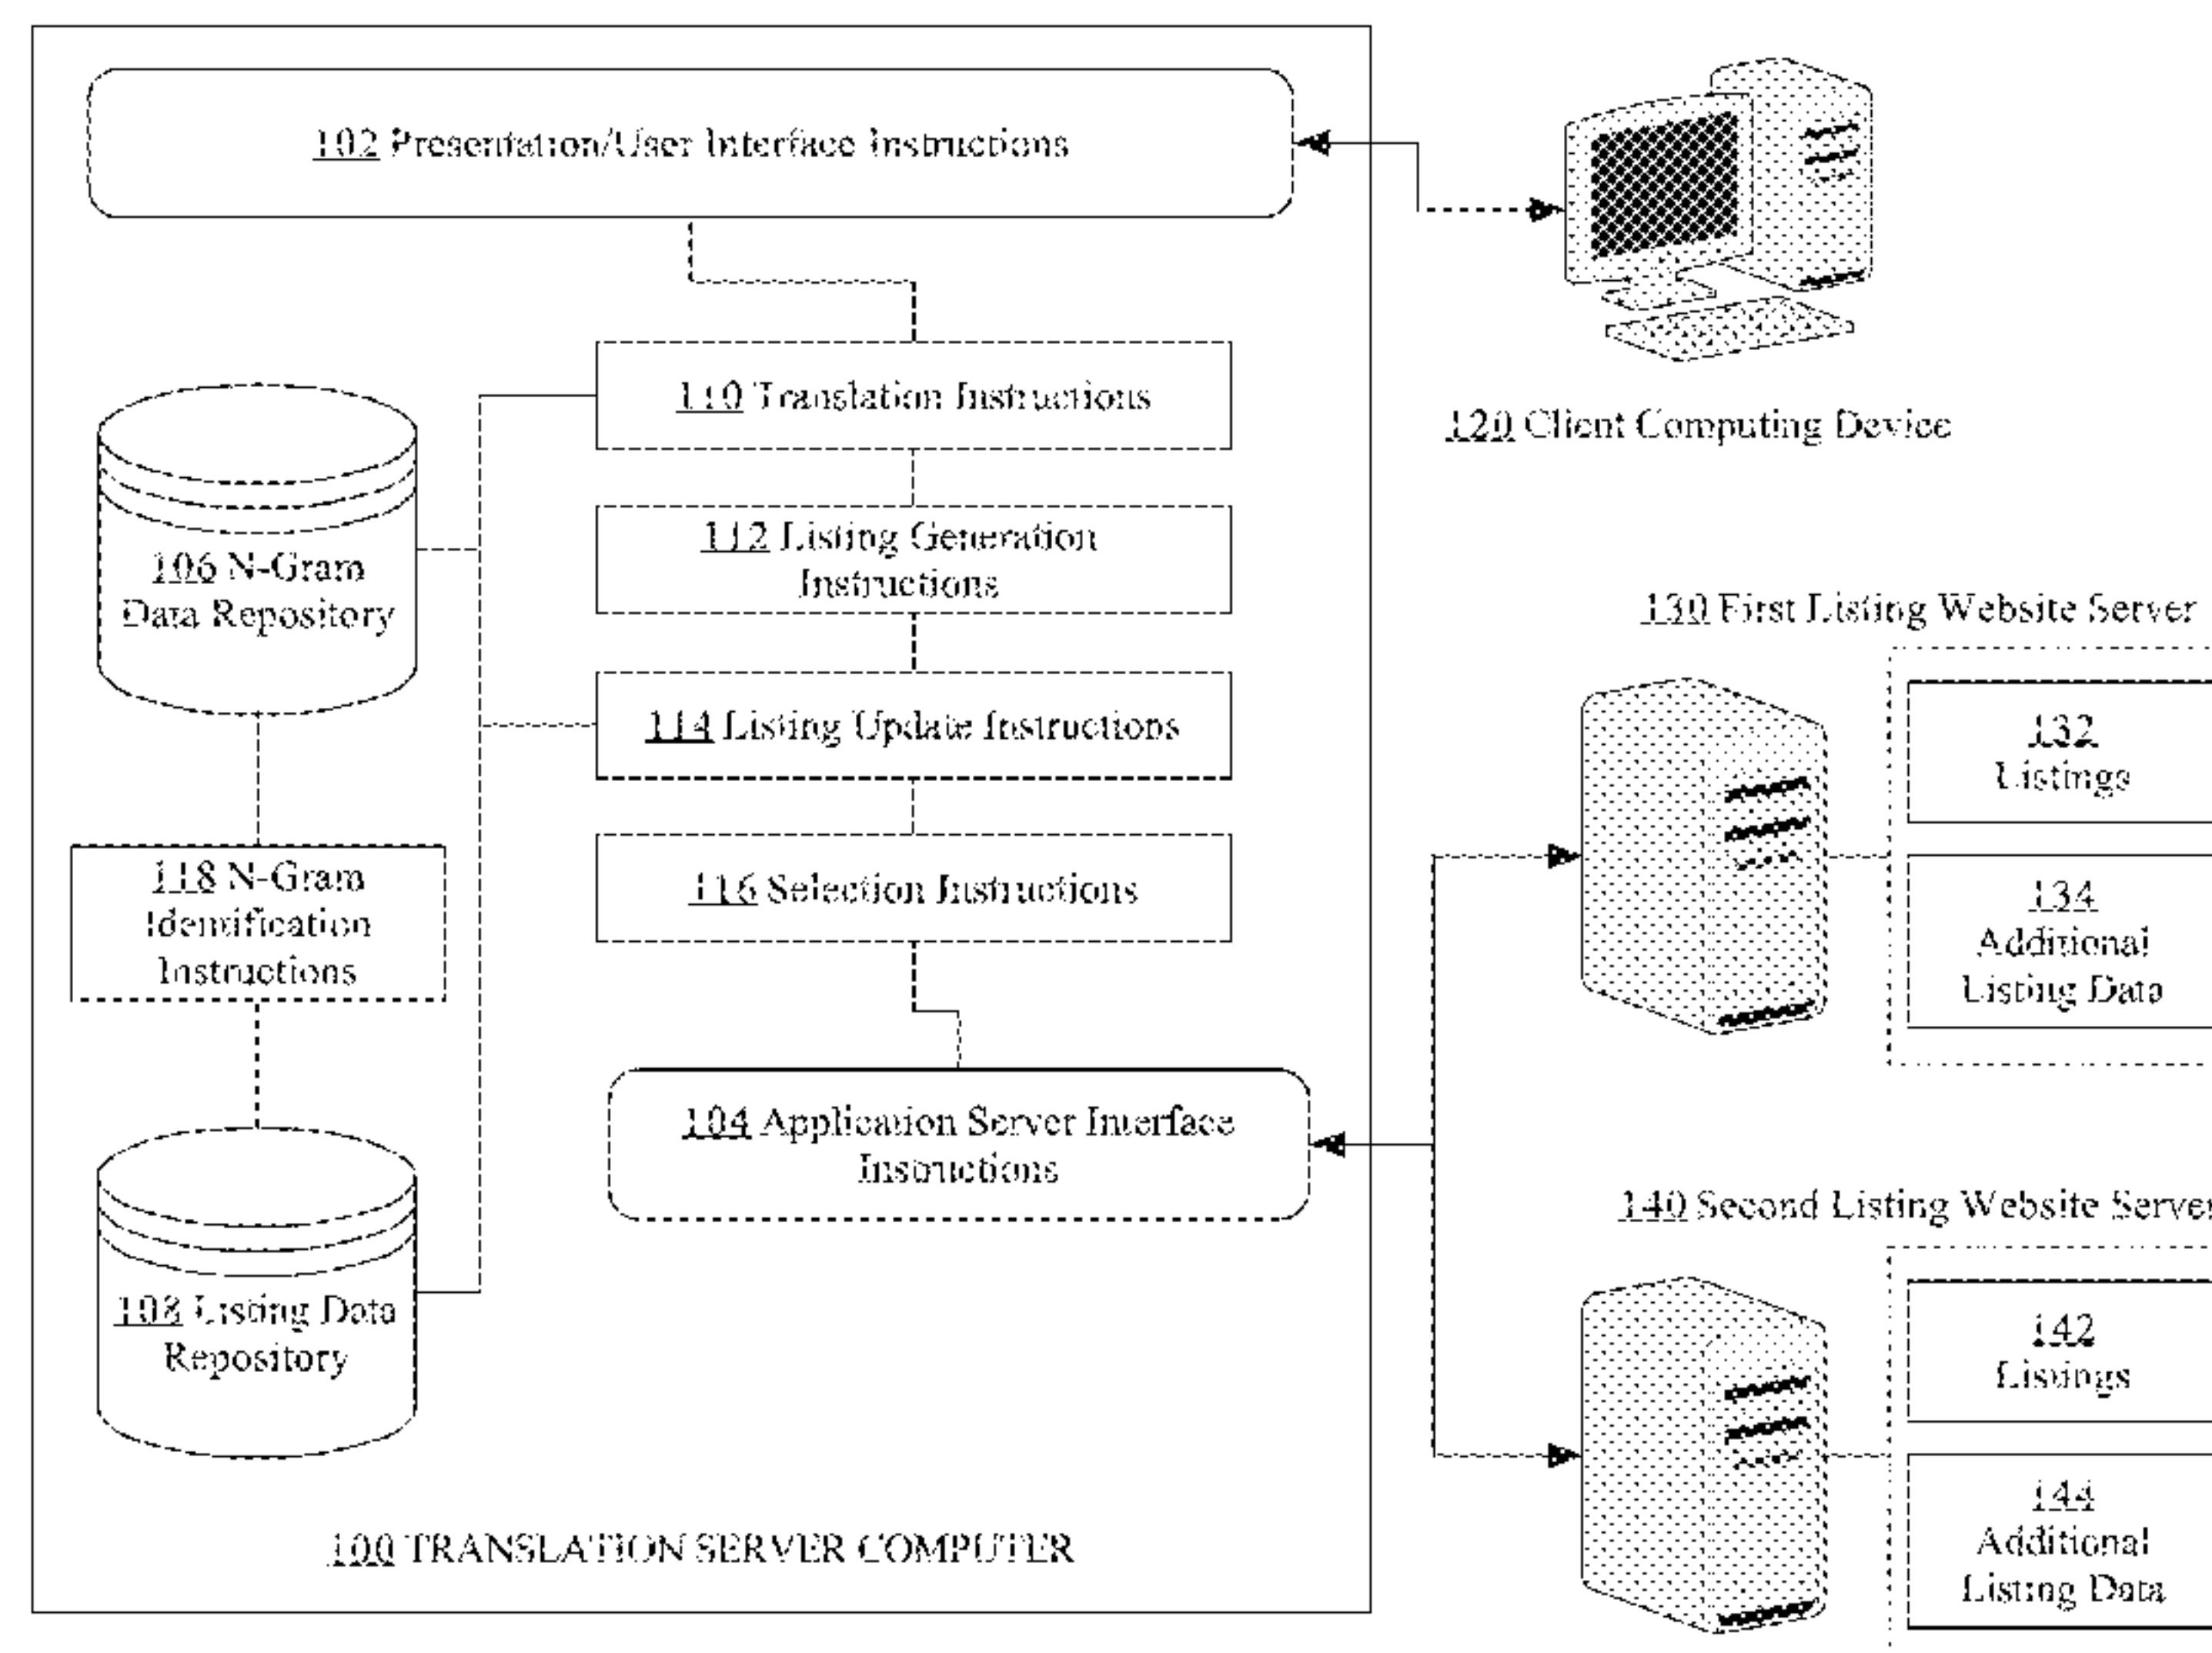 102 Presentation/User Interface Instructions
110 Translation Instructions
120 Client Computing Device
112 Listing Generation
Instructions
106 N-Gram
Data Repository
130 First Listing Website Server
114 Listing Update Instructions
132
Listings
116 Selection Instructions
118 N-Gram
Identification
Instructions
134
Additional
Listing Data
104 Application Server Interface
Instructions
140 Second Listing Website Server
108 Listing Data
Repository
142
Listings
144
Additional
Listing Data
100 TRANSLATION SERVER COMPUTER